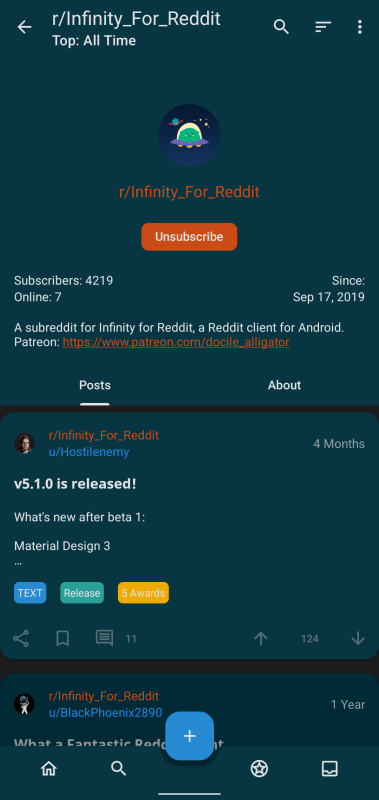 r/Infinity_For_Reddit
Top: All Time
r/Infinity_For_Reddit
Unsubscribe
Subscribers: 4219
Since:
Online: 7
Sep 17, 2019
A subreddit for Infinity for Reddit, a Reddit client for Android.
Patreon: https://www.patreon.com/docile_alligator
Posts
About
r/Infinity_For_Reddit
u/Hostilenemy
4 Months
v5.1.0 is released!
What's new after beta 1:
Material Design 3
...
TEXT
Release
5 Awards
11
124
r/Infinity_For_Reddit
u/BlackPhoenix2890
1 Year
What a Fantastic